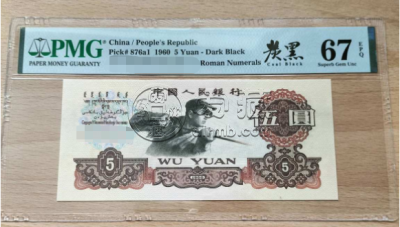 PMG
PAPER MONEY GUARANTY
China / People's Republic
Pick# 876a1 1960 5 Yuan - Dark Black
Roman Numerals
炭黑
Coal Black
67 EPQ
Superb Gem Unc
中国人民银行
伍圆
5
WU YUAN
5